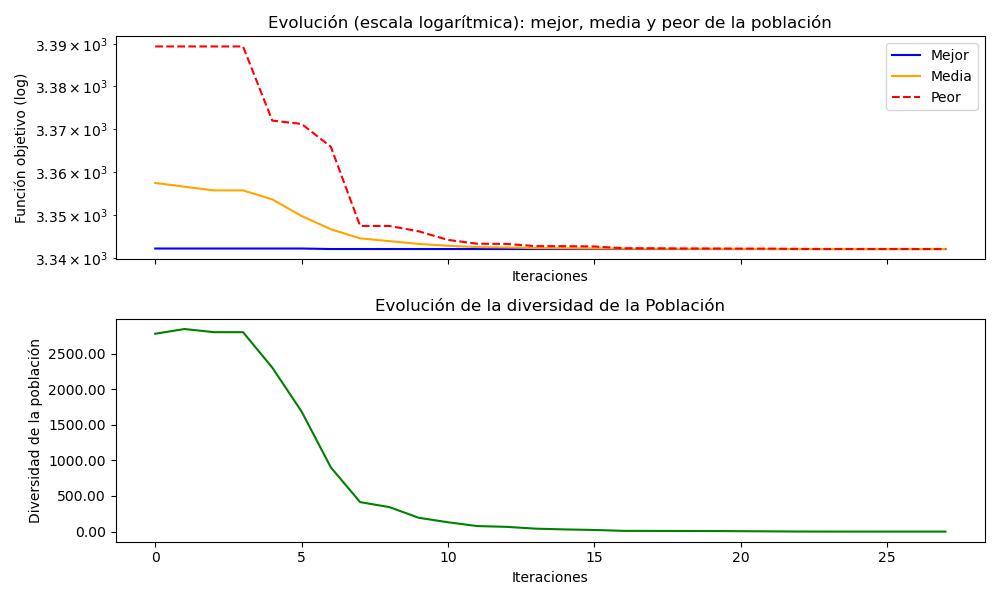 Evolución (escala logarítmica): mejor, media y peor de la población
Función objetivo (log)
3.39 × 10³
3.38 × 10³
3.37 × 10³
3.36 × 10³
3.35 × 10³
3.34 × 10³
Mejor
Media
Peor
Iteraciones
Evolución de la diversidad de la Población
Diversidad de la población
2500.00
2000.00
1500.00
1000.00
500.00
0.00
0 5 10 15 20 25
Iteraciones